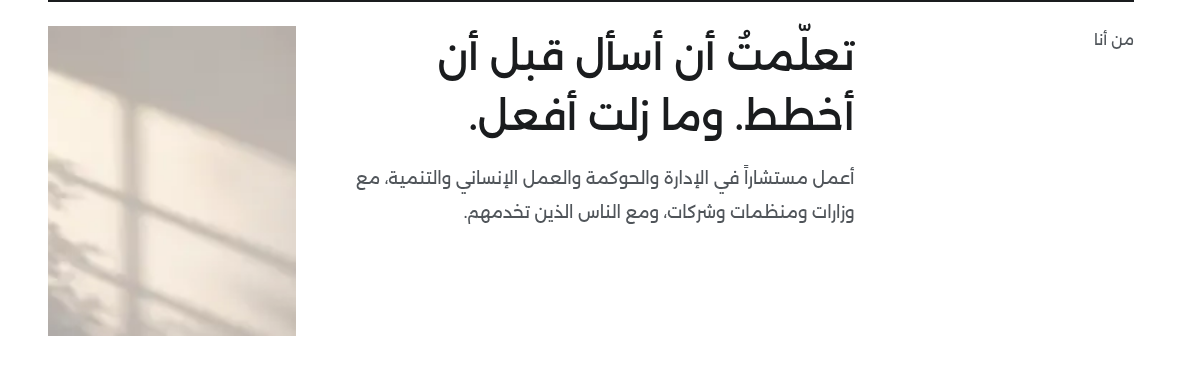 من أنا
تعلّمتُ أن أسأل قبل أن
أخطط. وما زلت أفعل.
أعمل مستشاراً في الإدارة والحوكمة والعمل الإنساني والتنمية، مع
وزارات ومنظمات وشركات، ومع الناس الذين تخدمهم.